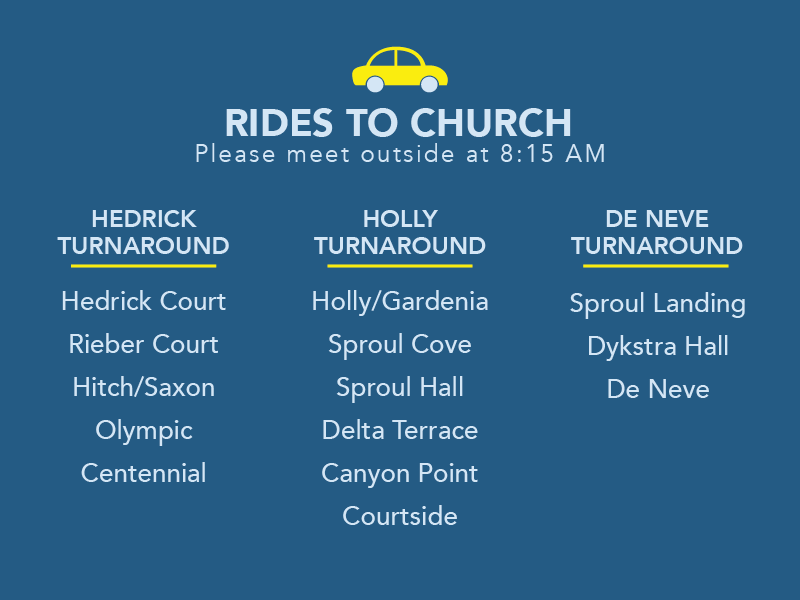 RIDES TO CHURCH
Please meet outside at 8:15 AM
HEDRICK
TURNAROUND
Hedrick Court
Rieber Court
Hitch/Saxon
Olympic
Centennial
HOLLY
TURNAROUND
Holly/Gardenia
Sproul Cove
Sproul Hall
Delta Terrace
Canyon Point
Courtside
DE NEVE
TURNAROUND
Sproul Landing
Dykstra Hall
De Neve